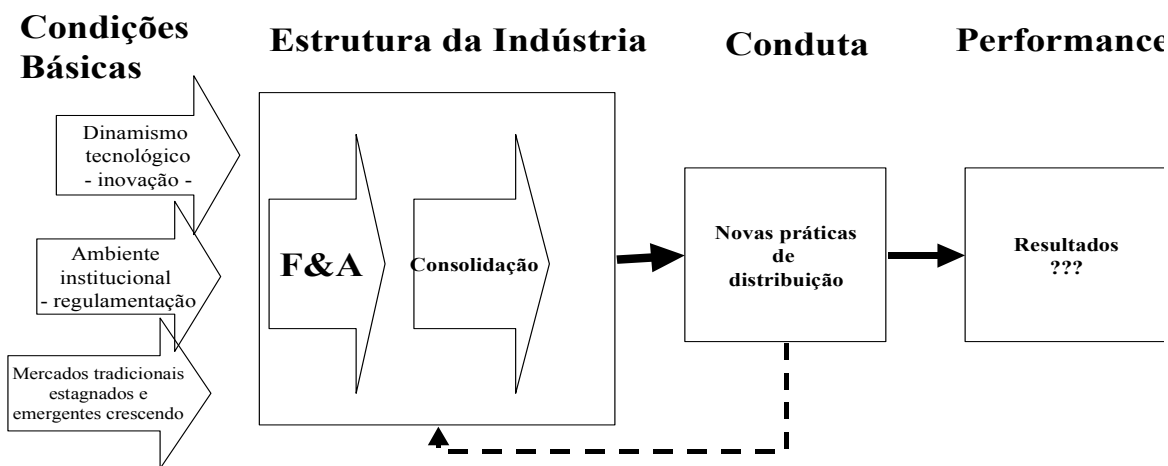 Condições
Básicas
Estrutura da Indústria
Conduta
Performance
Dinamismo
tecnológico
- inovação -
Ambiente
institucional
- regulamentação
Mercados tradicionais
estagnados e
emergentes crescendo
F&A
Consolidação
Novas práticas
de
distribuição
Resultados
???